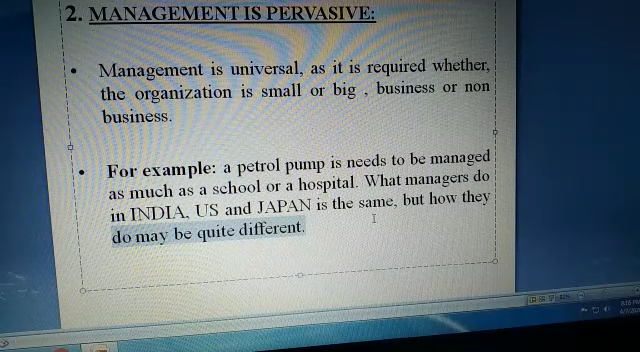 2. MANAGEMENT IS PERVASIVE:
• Management is universal, as it is required whether,
the organization is small or big , business or non
business.
• For example: a petrol pump is needs to be managed
as much as a school or a hospital. What managers do
in INDIA, US and JAPAN is the same, but how they
do may be quite different.